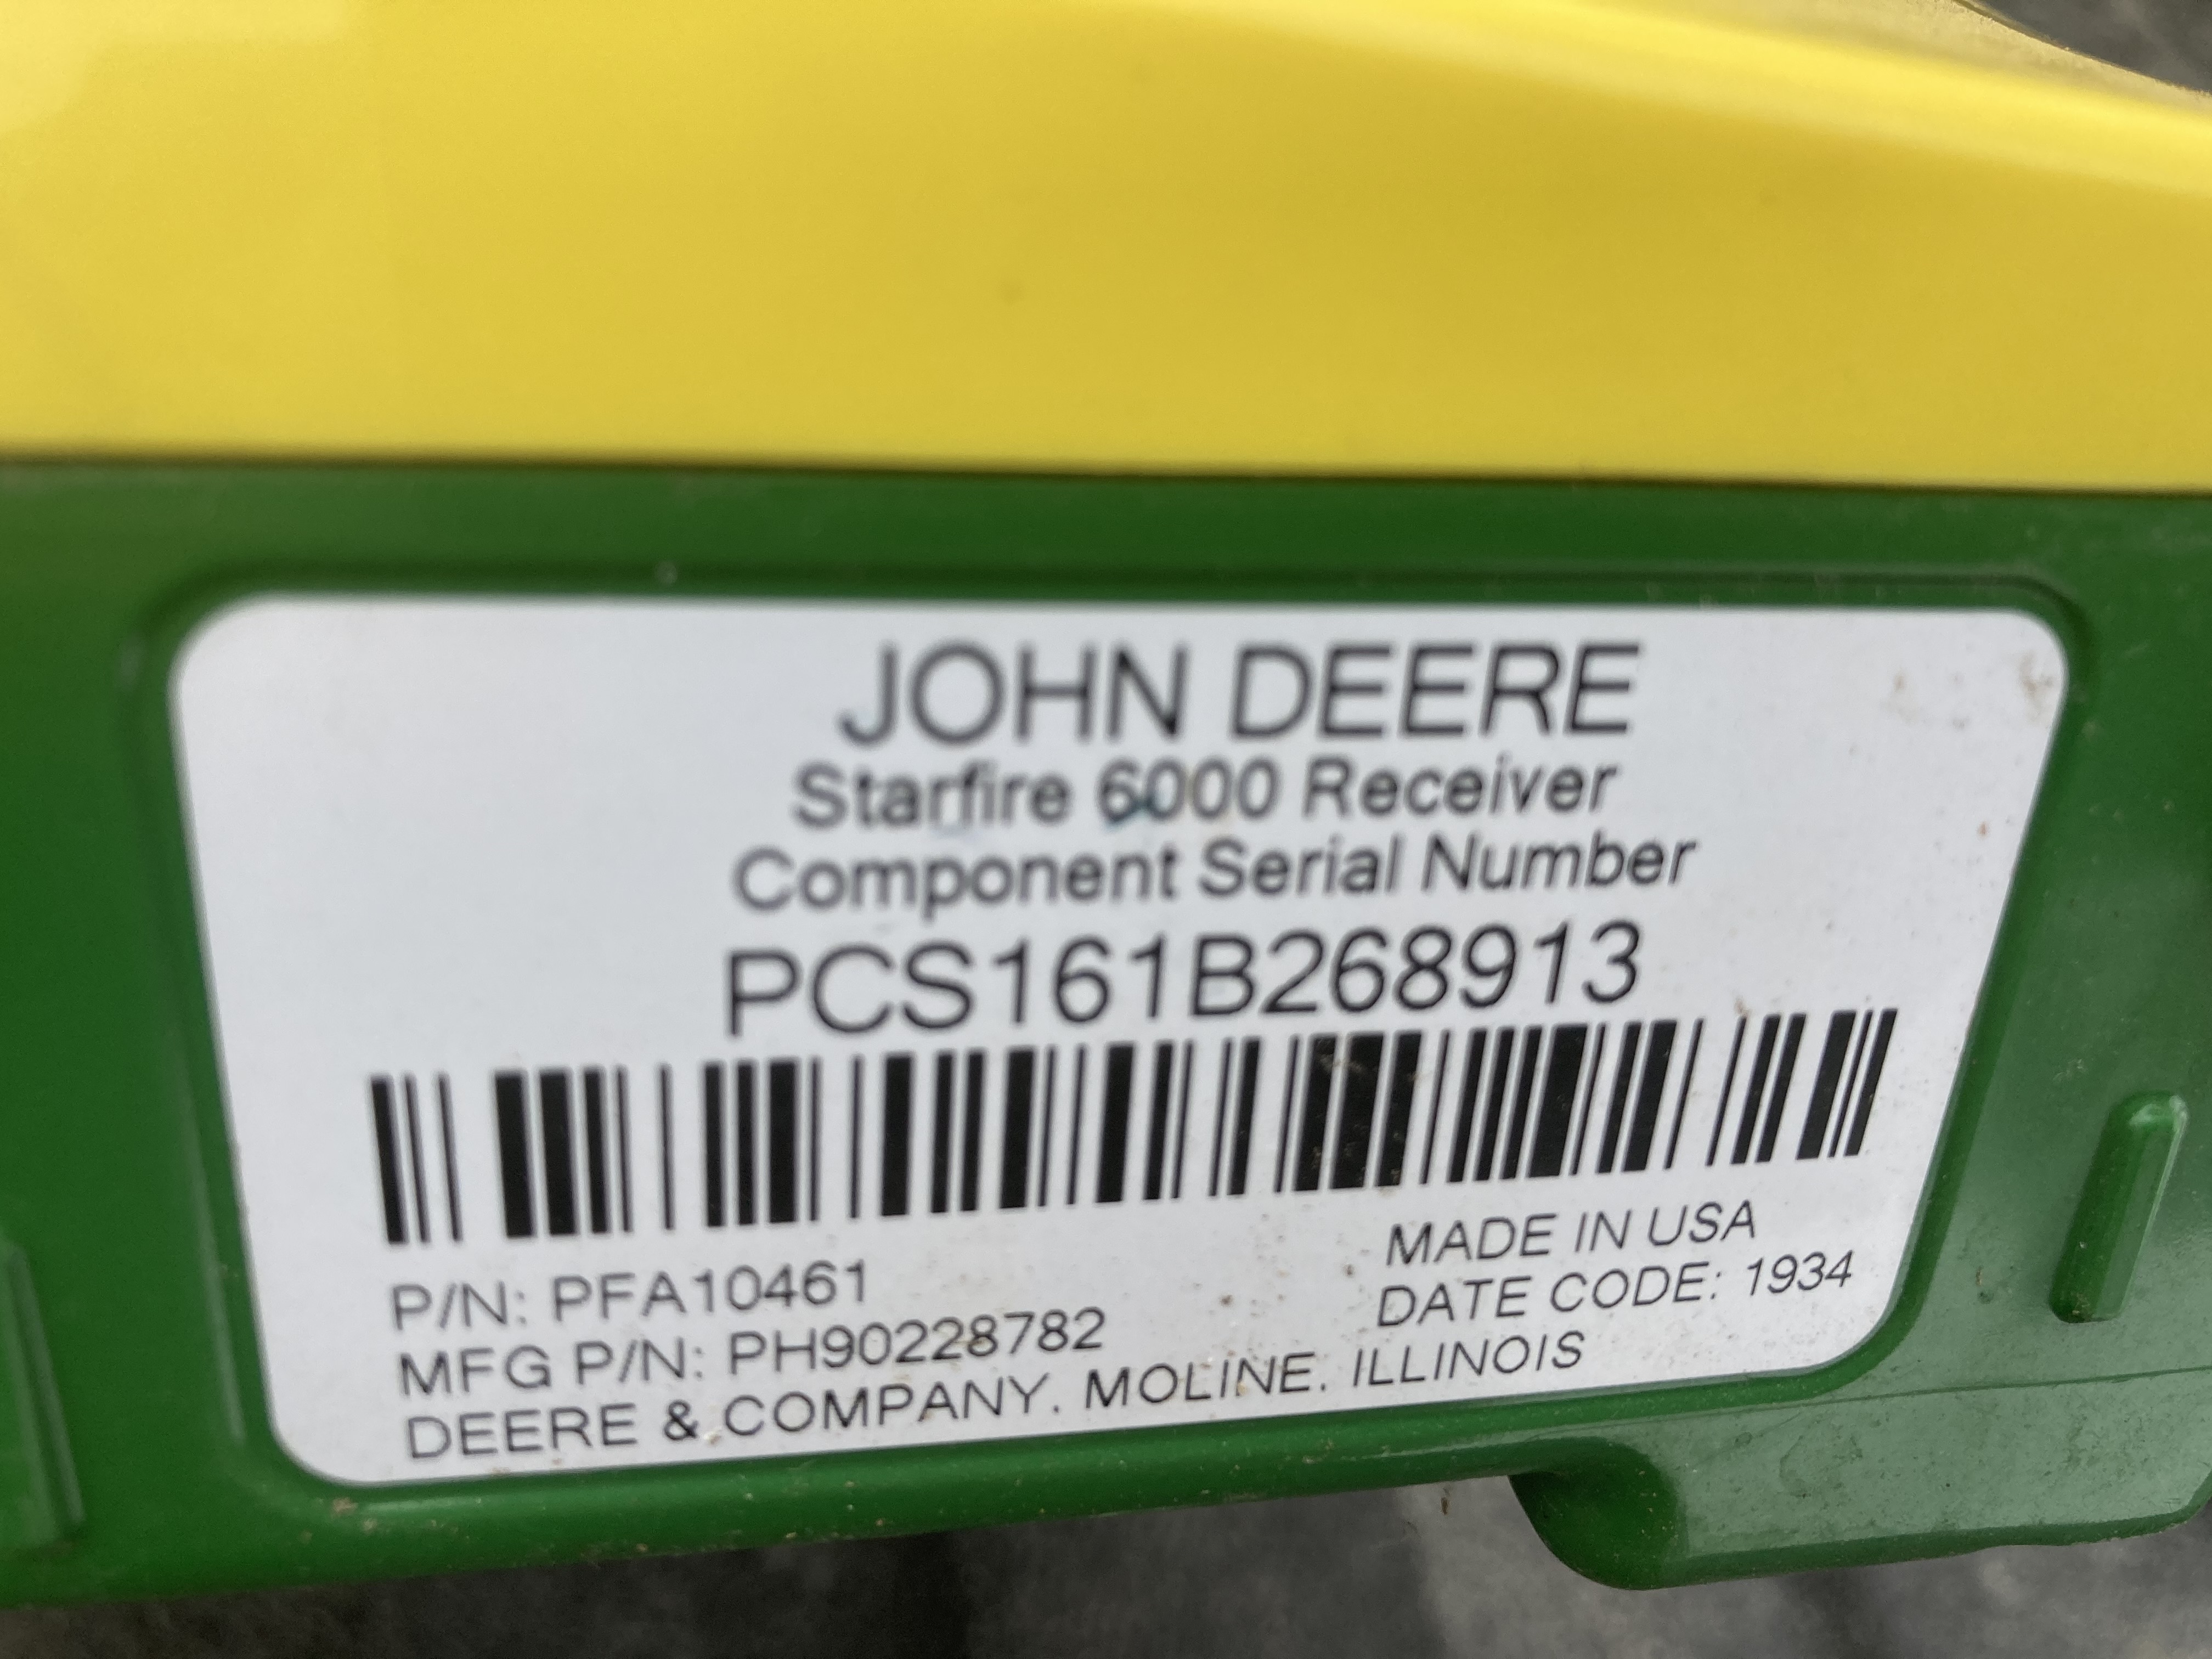 JOHN DEERE
Starfire 6000 Receiver
Component Serial Number
PCS161B268913
P/N: PFA10461
MADE IN USA
MFG P/N: PH90228782
DATE CODE: 1934
DEERE & COMPANY. MOLINE. ILLINOIS